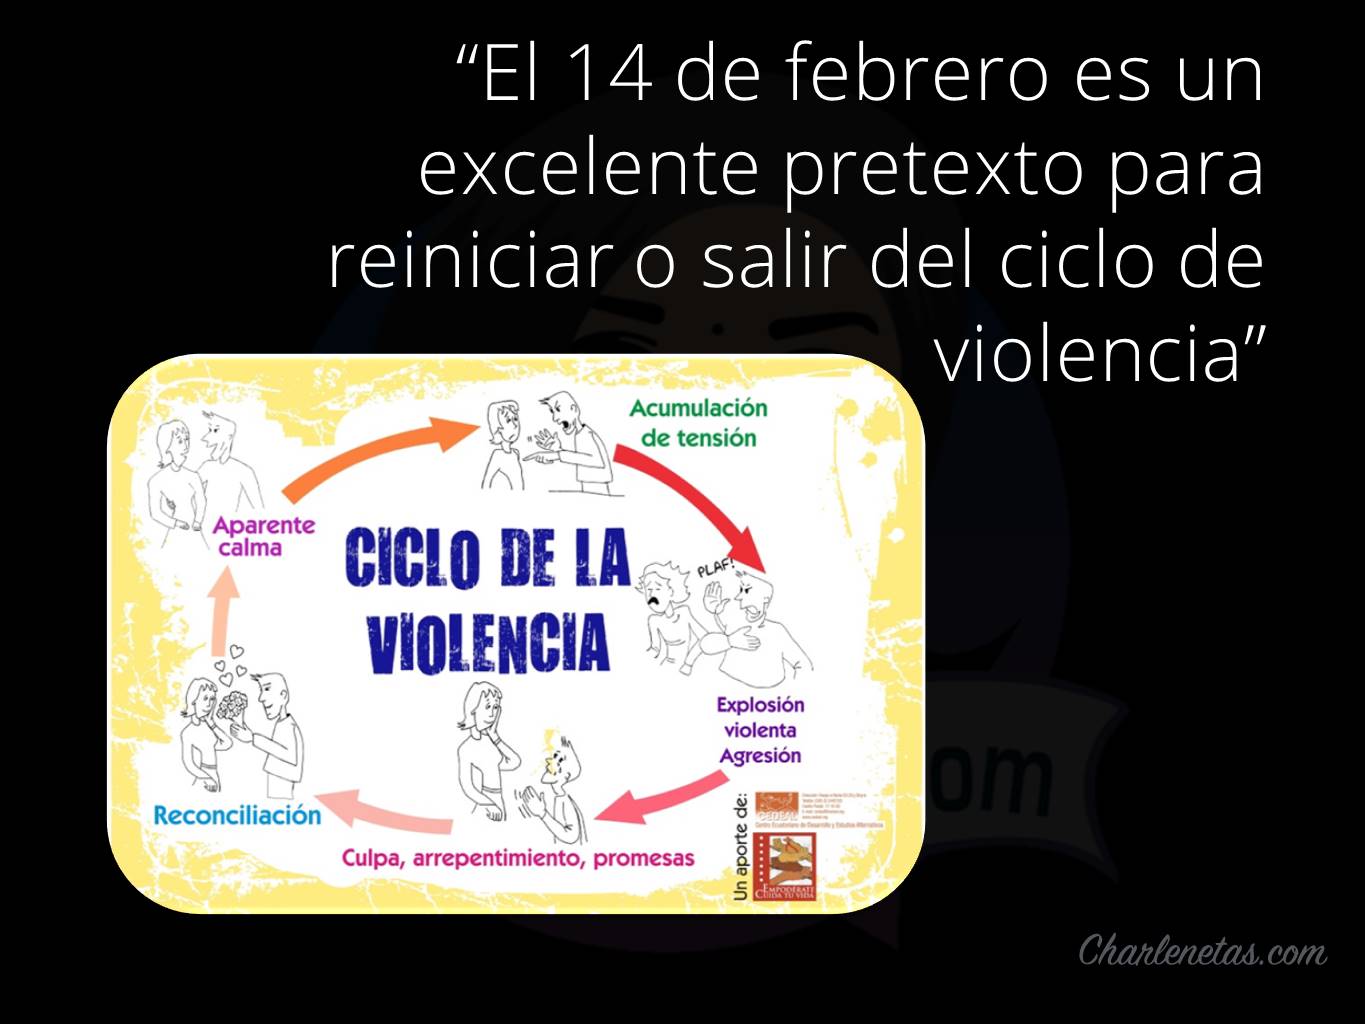 “El 14 de febrero es un
excelente pretexto para
reiniciar o salir del ciclo de
violencia”
Acumulación
de tensión
Aparente
calma
CICLO DE LA
VIOLENCIA
PLAF!
Explosión
violenta
Agresión
Reconciliación
Culpa, arrepentimiento, promesas
Un aporte de:
CEDEAL
Centro Ecuatoriano de Desarrollo y Estudios Alternativos
EMPODÉRATE
CUIDA TU VIDA
om
Charlenetas.com